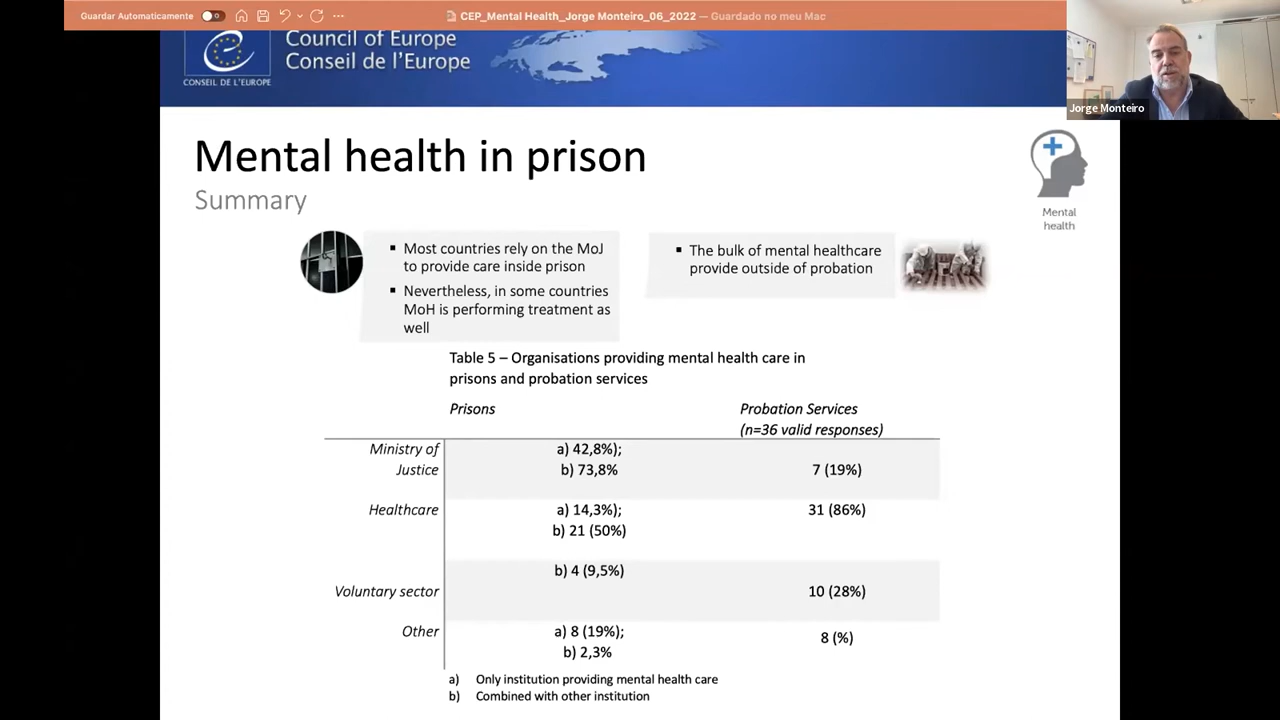 Guardar Automaticamente
CEP_Mental Health_Jorge Monteiro_06_2022 — Guardado no meu Mac
Jorge Monteiro
Council of Europe
Conseil de l'Europe
CONSEIL DE L'EUROPE
Mental health in prison
Summary
Mental
health
▪ Most countries rely on the MoJ
to provide care inside prison
▪ Nevertheless, in some countries
MoH is performing treatment as
well
▪ The bulk of mental healthcare
provide outside of probation
Table 5 – Organisations providing mental health care in
prisons and probation services
Prisons
Probation Services
(n=36 valid responses)
Ministry of
Justice
a) 42,8%);
b) 73,8%
7 (19%)
Healthcare
a) 14,3%);
b) 21 (50%)
31 (86%)
Voluntary sector
b) 4 (9,5%)
10 (28%)
Other
a) 8 (19%);
b) 2,3%
8 (%)
a) Only institution providing mental health care
b) Combined with other institution